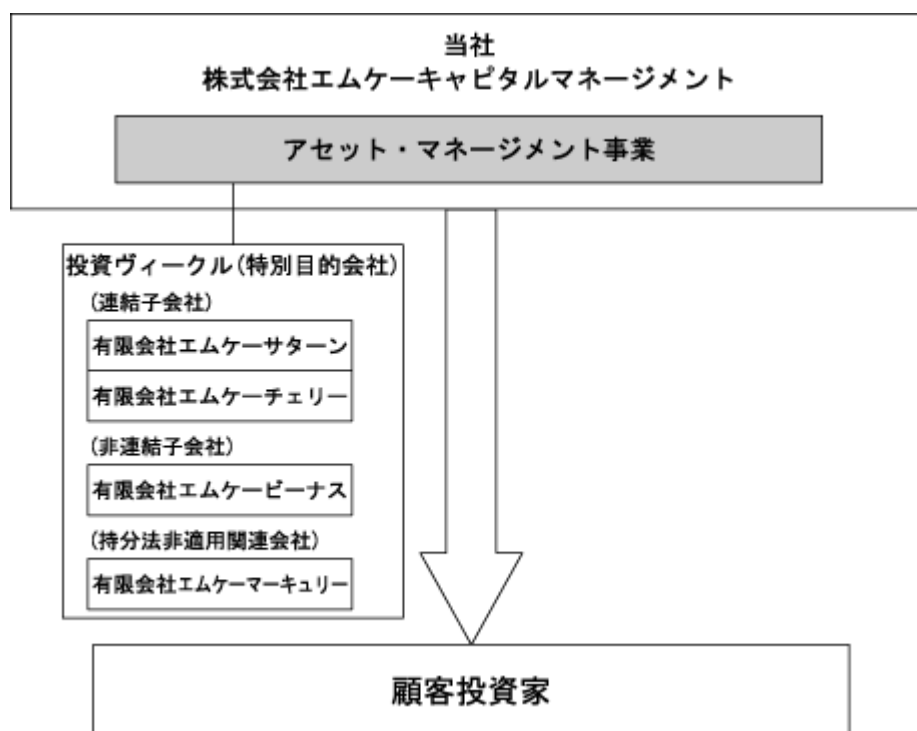 当社
株式会社エムケーキャピタルマネージメント
アセット・マネージメント事業
投資ヴィークル(特別目的会社)
(連結子会社)
有限会社エムケーサターン
有限会社エムケーチェリー
(非連結子会社)
有限会社エムケービーナス
(持分法非適用関連会社)
有限会社エムケーマーキュリー
顧客投資家